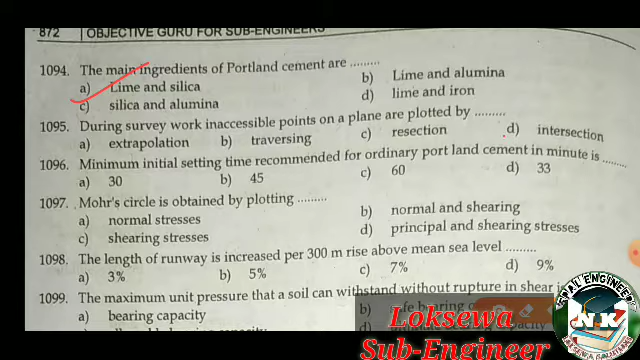 872 | OBJECTIVE GURU FOR SUB-ENGINEERS
1094. The main ingredients of Portland cement are .........
a) Lime and silica b) Lime and alumina
c) silica and alumina d) lime and iron
1095. During survey work inaccessible points on a plane are plotted by .........
a) extrapolation b) traversing c) resection d) intersection
1096. Minimum initial setting time recommended for ordinary port land cement in minute is ........
a) 30 b) 45 c) 60 d) 33
1097. Mohr's circle is obtained by plotting .........
a) normal stresses b) normal and shearing
c) shearing stresses d) principal and shearing stresses
1098. The length of runway is increased per 300 m rise above mean sea level .........
a) 3% b) 5% c) 7% d) 9%
1099. The maximum unit pressure that a soil can withstand without rupture in shear
a) bearing capacity b)
d) capacity
Loksewa
Sub-Engineer
NK